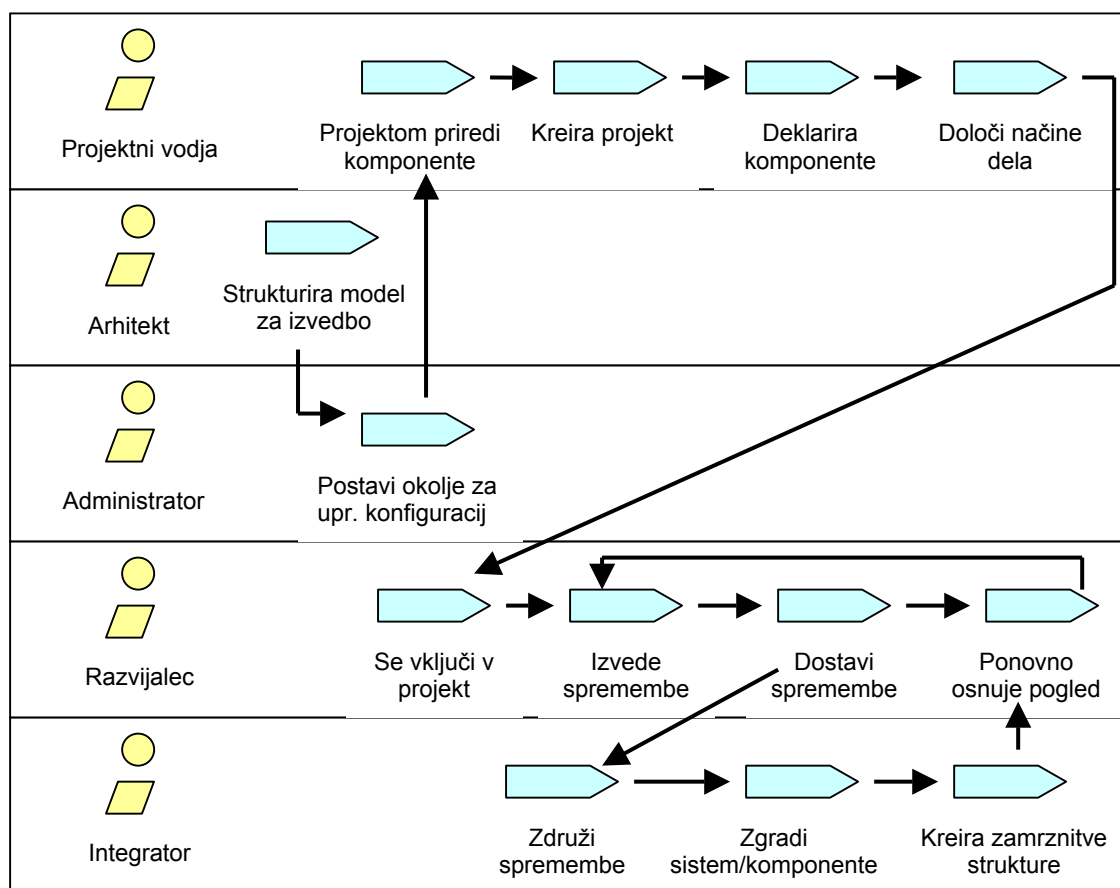 Projektni vodja
Projektom priredi
komponente
Kreira projekt
Deklarira
komponente
Določi načine
dela
Arhitekt
Strukturira model
za izvedbo
Administrator
Postavi okolje za
upr. konfiguracij
Razvijalec
Se vključi v
projekt
Izvede
spremembe
Dostavi
spremembe
Ponovno
osnuje pogled
Integrator
Združi
spremembe
Zgradi
sistem/komponente
Kreira zamrznitve
strukture